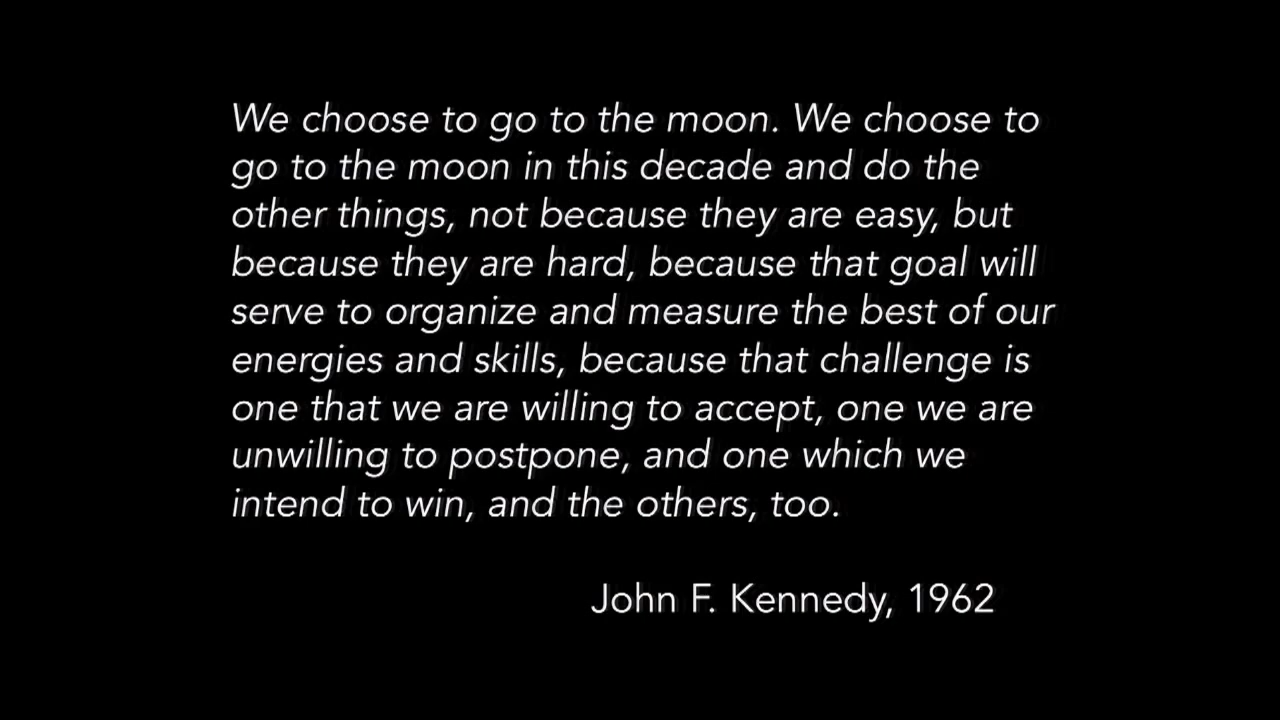 We choose to go to the moon. We choose to
go to the moon in this decade and do the
other things, not because they are easy, but
because they are hard, because that goal will
serve to organize and measure the best of our
energies and skills, because that challenge is
one that we are willing to accept, one we are
unwilling to postpone, and one which we
intend to win, and the others, too.
John F. Kennedy, 1962